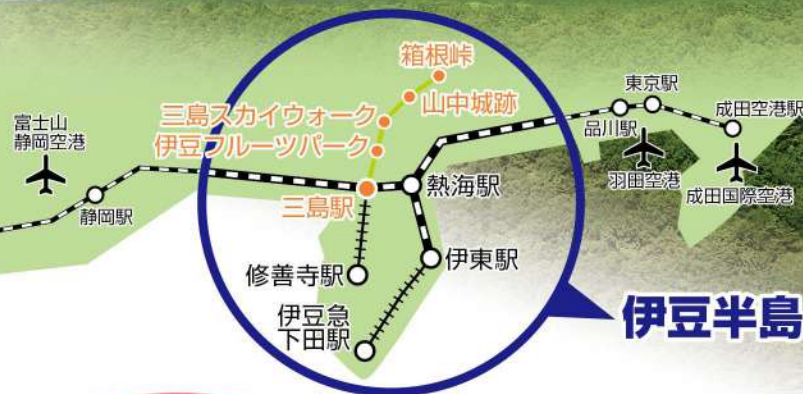 箱根峠
山中城跡
三島スカイウォーク
伊豆フルーツパーク
三島駅
熱海駅
富士山
静岡空港
静岡駅
東京駅
品川駅
羽田空港
成田空港駅
成田国際空港
修善寺駅
伊東駅
伊豆急
下田駅
伊豆半島